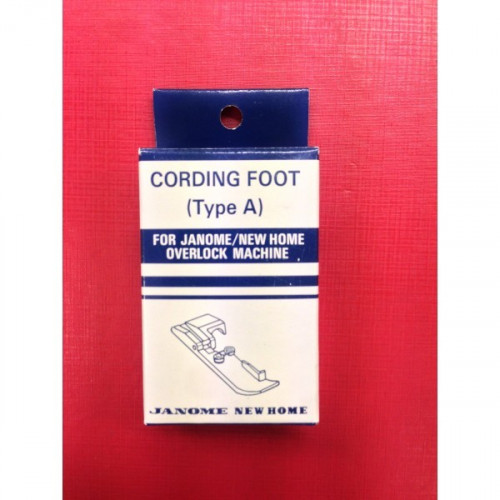 CORDING FOOT
(Type A)
FOR JANOME/NEW HOME
OVERLOCK MACHINE
JANOME NEW HOME